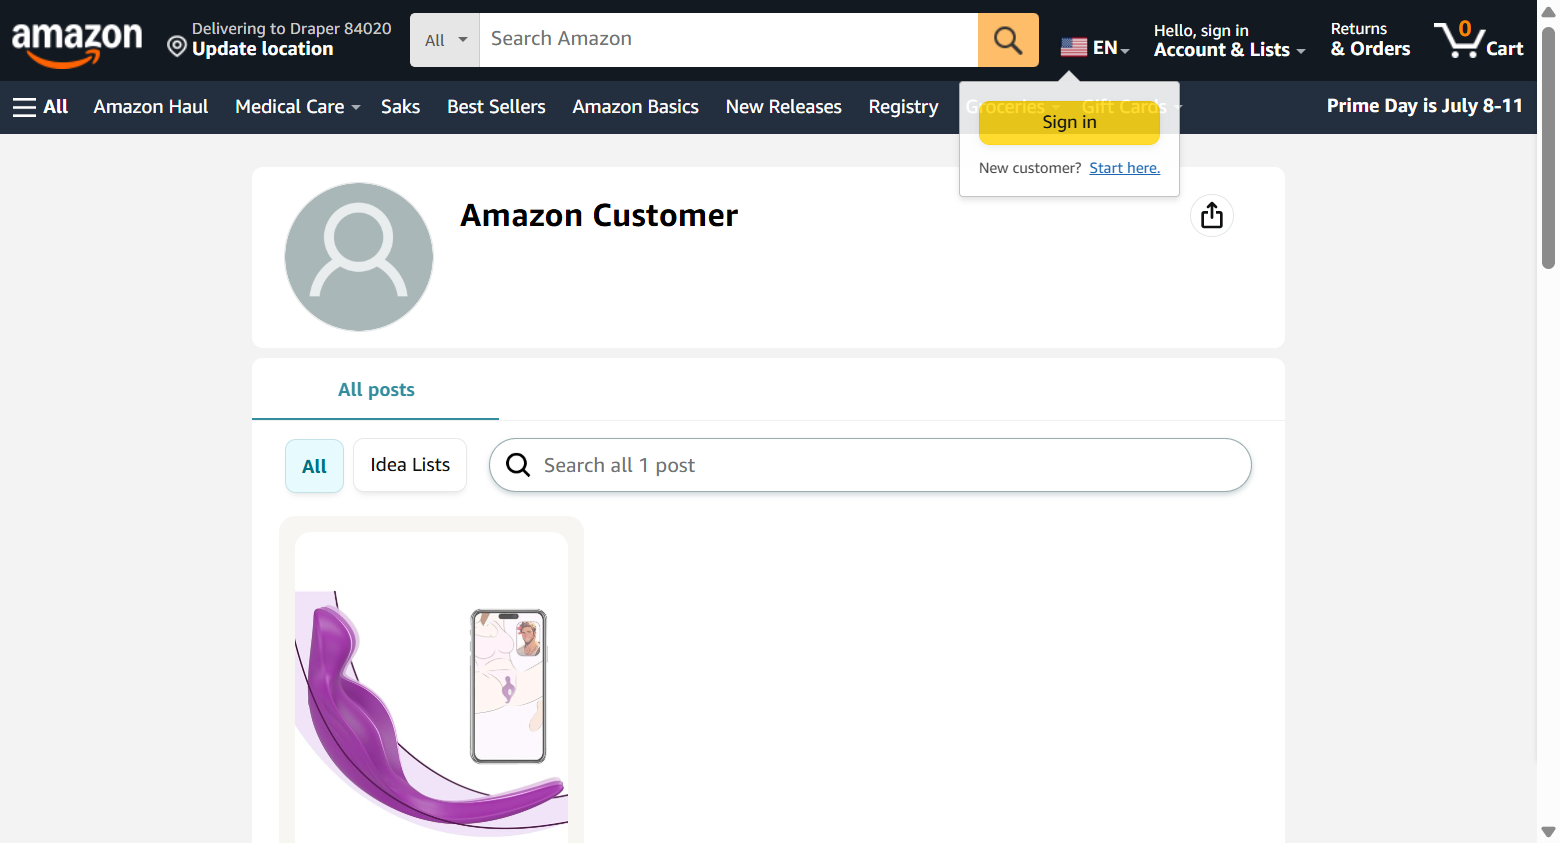 amazon
Delivering to Draper 84020
Update location
All
Search Amazon
EN
Hello, sign in
Account & Lists
Returns
& Orders
0
Cart
All
Amazon Haul
Medical Care
Saks
Best Sellers
Amazon Basics
New Releases
Registry
Groceries
Gift Cards
Prime Day is July 8-11
Sign in
New customer? Start here.
Amazon Customer
All posts
All
Idea Lists
Search all 1 post